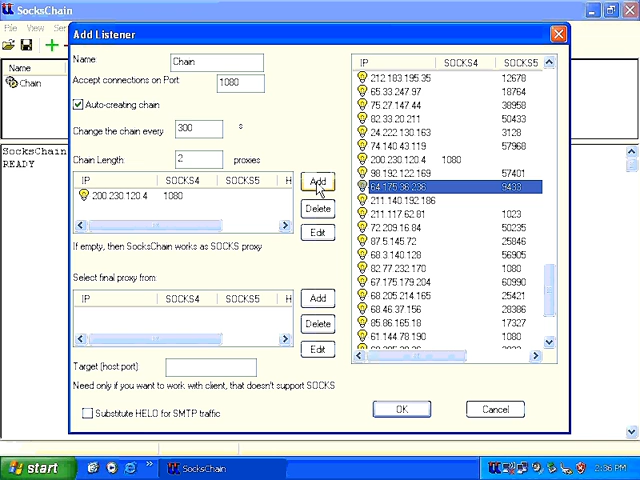 SocksChain
File View
Name
Chain
SocksChain
READY
Add Listener
Name
Chain
Accept connections on Port
1080
Auto-creating chain
Change the chain every
300
s
Chain Length
2
proxies
IP SOCKS4 SOCKS5 H
200.230.120.4 1080
Add
Delete
Edit
If empty, then SocksChain works as SOCKS proxy
Select final proxy from:
IP SOCKS4 SOCKS5 H
Add
Delete
Edit
Target [host port]
Need only if you want to work with client, that doesn't support SOCKS
Substitute HELO for SMTP traffic
IP SOCKS4 SOCKS5
212.183.195.35 12678
65.33.247.97 18764
75.27.147.44 38958
82.33.20.211 50433
24.222.130.163 3128
74.140.43.119 57968
200.230.120.4 1080
98.192.122.169 57401
64.175.36.236 9493
211.140.192.186
211.117.62.81 1023
72.209.16.84 50235
87.5.145.72 25846
68.3.140.128 56905
82.77.232.170 1080
67.175.179.204 60990
68.205.214.165 25421
68.46.37.156 28386
85.86.165.18 17327
61.144.78.190 1080
OK
Cancel
start
SocksChain
2:36 PM